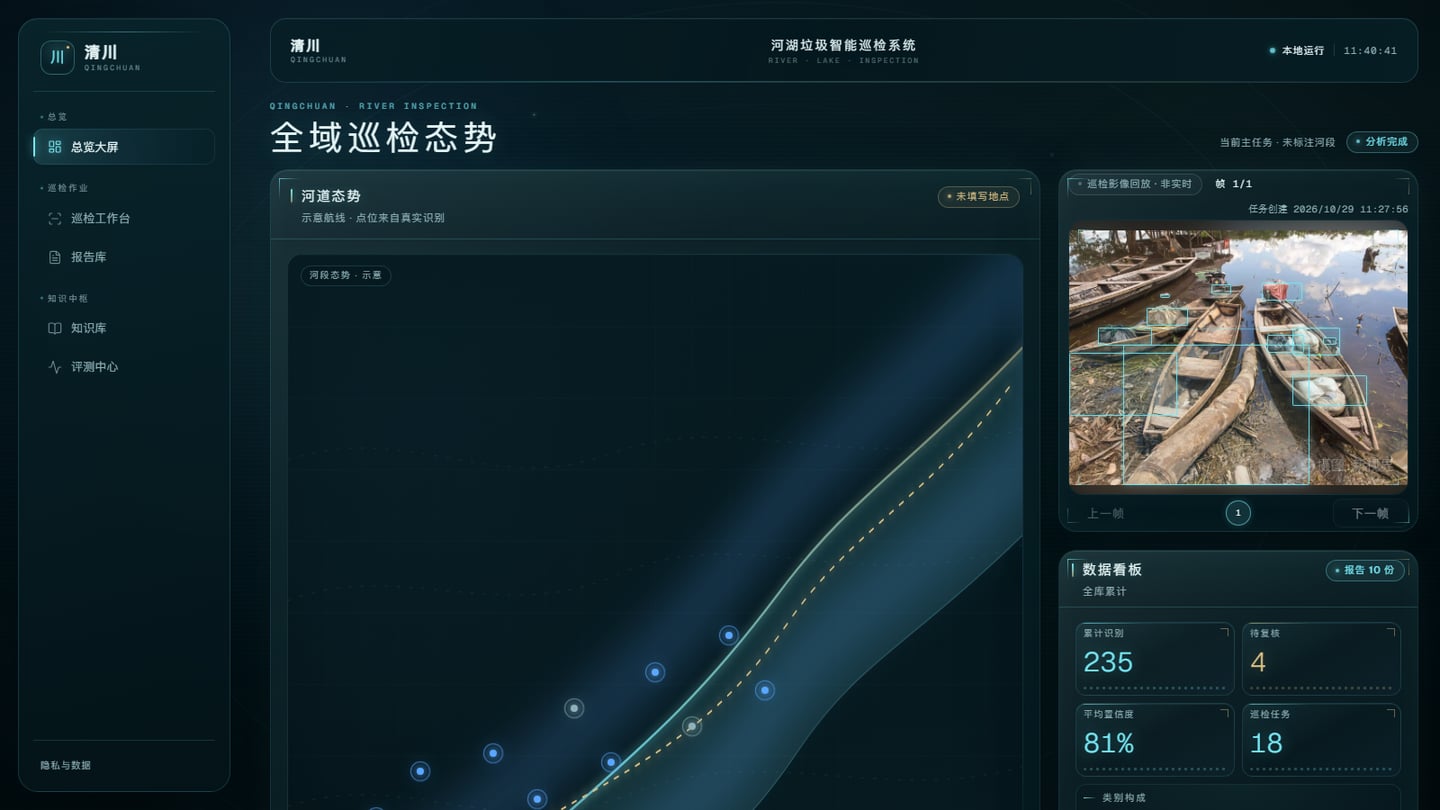 川
清川
QINGCHUAN
总览
总览大屏
巡检作业
巡检工作台
报告库
知识中枢
知识库
评测中心
隐私与数据
清川
QINGCHUAN
河湖垃圾智能巡检系统
RIVER · LAKE · INSPECTION
本地运行
11:40:41
QINGCHUAN · RIVER INSPECTION
全域巡检态势
当前主任务 · 未标注河段
分析完成
河道态势
示意航线 · 点位来自真实识别
未填写地点
河段态势 · 示意
巡检影像回放 · 非实时
帧 1/1
任务创建 2026/10/29 11:27:56
上一帧
1
下一帧
数据看板
全库累计
报告 10 份
累计识别
235
待复核
4
平均置信度
81%
巡检任务
18
类别构成